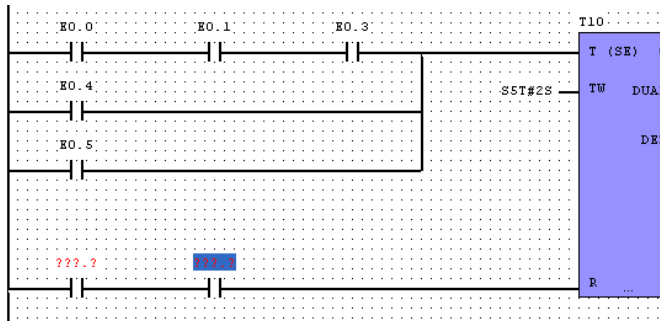 T10
E0.0 E0.1 E0.3
T (SE)
E0.4
S5T#2S TW DUA
E0.5
DE
???.? ???.?
R ...